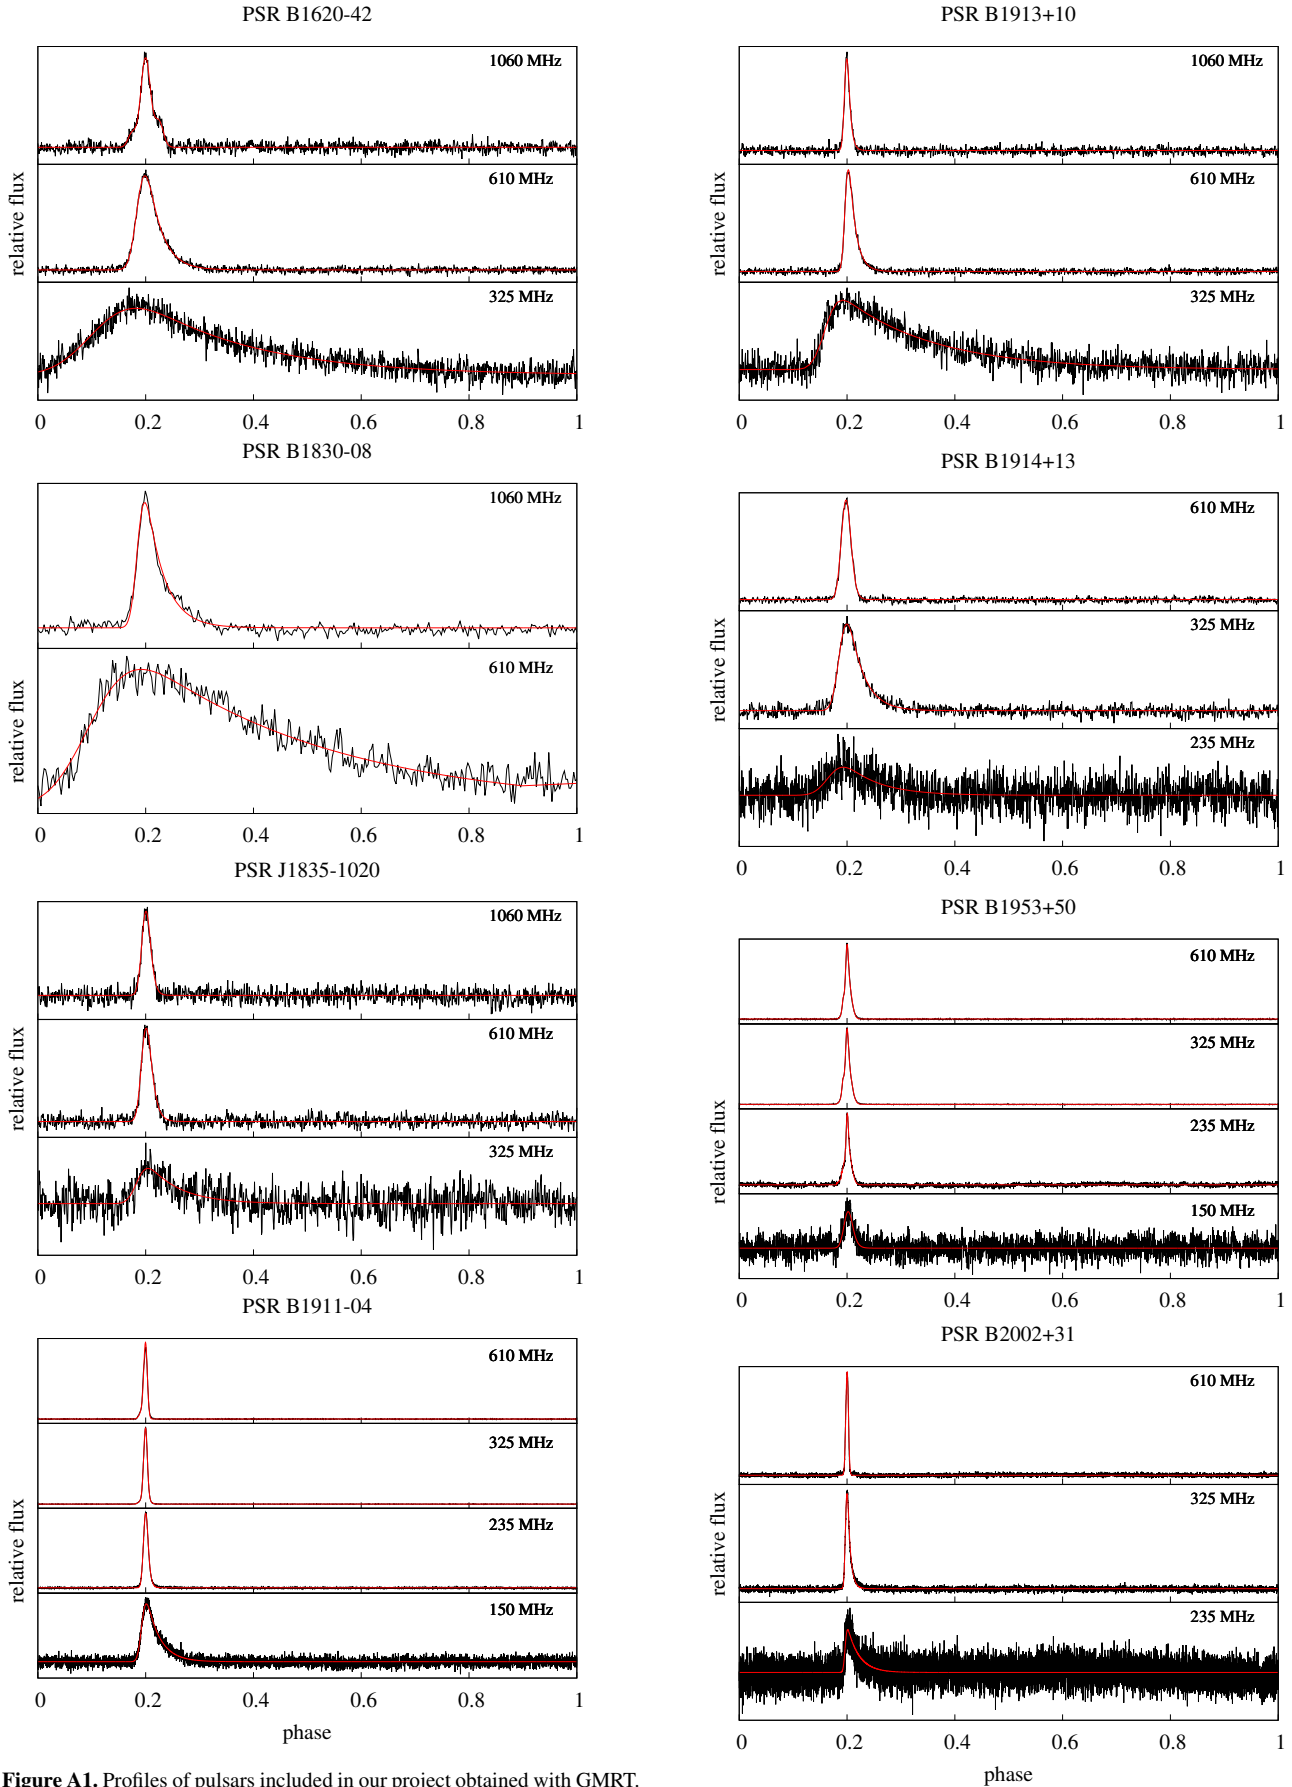 PSR B1620-42
1060 MHz
610 MHz
325 MHz
relative flux
0 0.2 0.4 0.6 0.8 1
PSR B1830-08
1060 MHz
610 MHz
relative flux
0 0.2 0.4 0.6 0.8 1
PSR J1835-1020
1060 MHz
610 MHz
325 MHz
relative flux
0 0.2 0.4 0.6 0.8 1
PSR B1911-04
610 MHz
325 MHz
235 MHz
150 MHz
relative flux
0 0.2 0.4 0.6 0.8 1
phase
PSR B1913+10
1060 MHz
610 MHz
325 MHz
relative flux
0 0.2 0.4 0.6 0.8 1
PSR B1914+13
610 MHz
325 MHz
235 MHz
relative flux
0 0.2 0.4 0.6 0.8 1
PSR B1953+50
610 MHz
325 MHz
235 MHz
150 MHz
relative flux
0 0.2 0.4 0.6 0.8 1
PSR B2002+31
610 MHz
325 MHz
235 MHz
relative flux
0 0.2 0.4 0.6 0.8 1
phase
Figure A1. Profiles of pulsars included in our project obtained with GMRT.